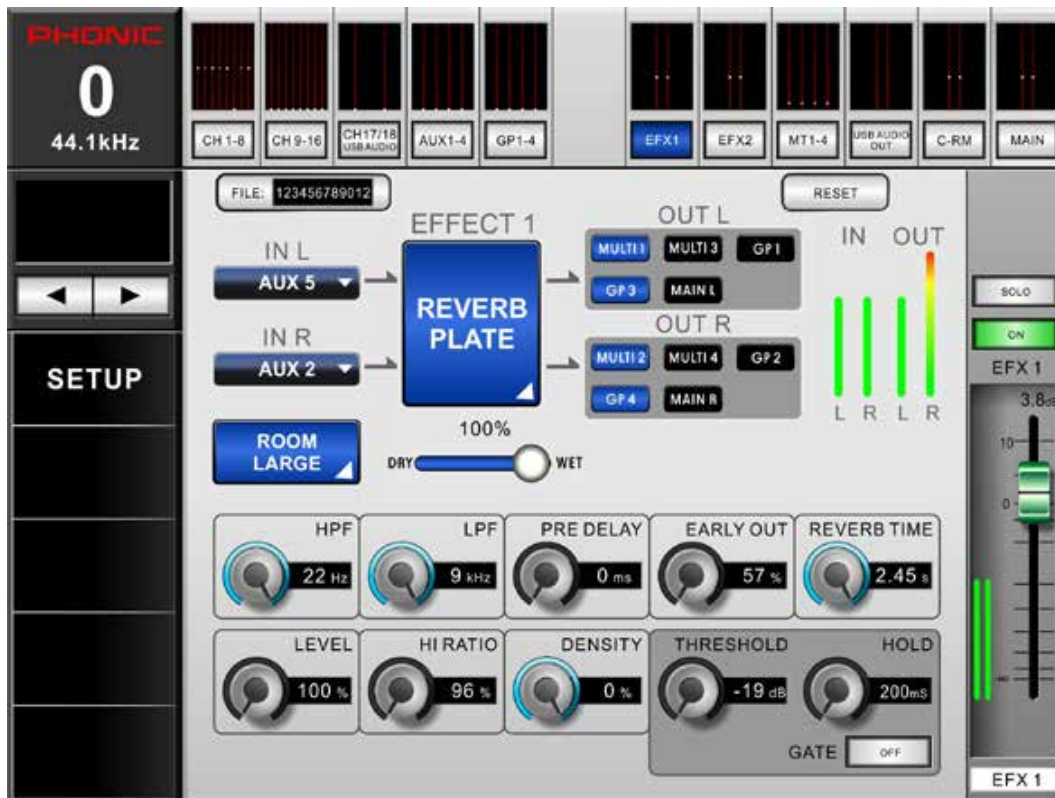 PHONIC
0
44.1kHz
CH 1-8
CH 9-16
CH17/18
USB AUDIO
AUX1-4
GP1-4
EFX1
EFX2
MT1-4
USB AUDIO
OUT
C-RM
MAIN
SETUP
FILE: 123456789012
RESET
EFFECT 1
IN L
AUX 5
IN R
AUX 2
REVERB
PLATE
OUT L
MULTI 1 MULTI 3 GP 1
GP 3 MAIN L
OUT R
MULTI 2 MULTI 4 GP 2
GP 4 MAIN R
IN OUT
L R L R
ROOM
LARGE
100%
DRY WET
HPF
22 Hz
LPF
9 kHz
PRE DELAY
0 ms
EARLY OUT
57 %
REVERB TIME
2.45 s
LEVEL
100 %
HI RATIO
96 %
DENSITY
0 %
THRESHOLD
-19 dB
HOLD
200mS
GATE OFF
SOLO
ON
EFX 1
3.8
10
0
EFX 1